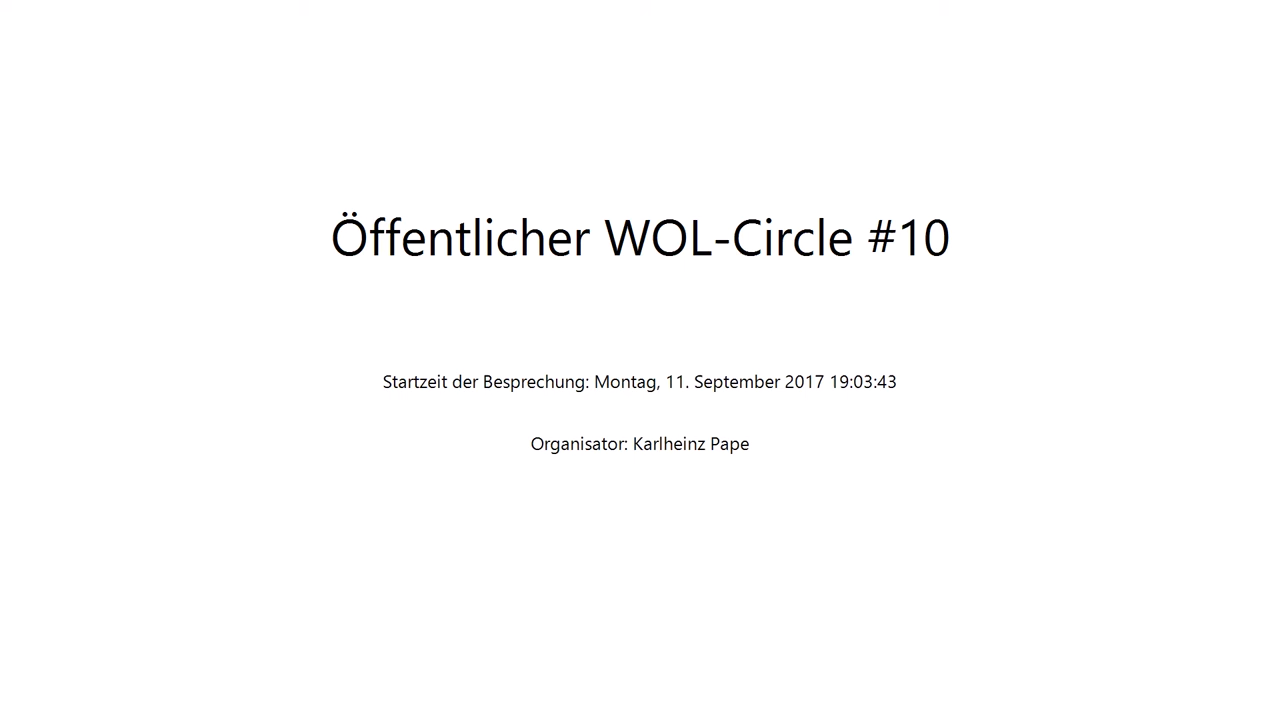 Öffentlicher WOL-Circle #10
Startzeit der Besprechung: Montag, 11. September 2017 19:03:43
Organisator: Karlheinz Pape